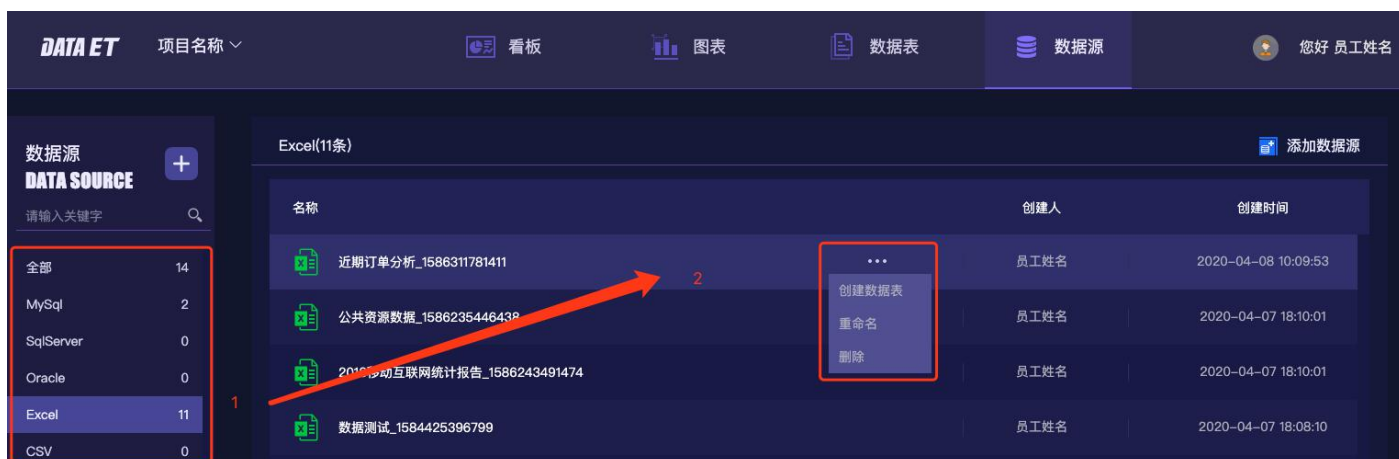 DATA ET 项目名称 看板 图表 数据表 数据源 您好 员工姓名
数据源
DATA SOURCE
请输入关键字
全部 14
MySql 2
SqlServer 0
Oracle 0
Excel 11
CSV 0
1
Excel(11条) 添加数据源
名称 创建人 创建时间
近期订单分析_1586311781411 员工姓名 2020-04-08 10:09:53
2
公共资源数据_1586235446438 员工姓名 2020-04-07 18:10:01
2019移动互联网统计报告_1586243491474 员工姓名 2020-04-07 18:10:01
数据测试_1584425396799 员工姓名 2020-04-07 18:08:10
创建数据表
重命名
删除